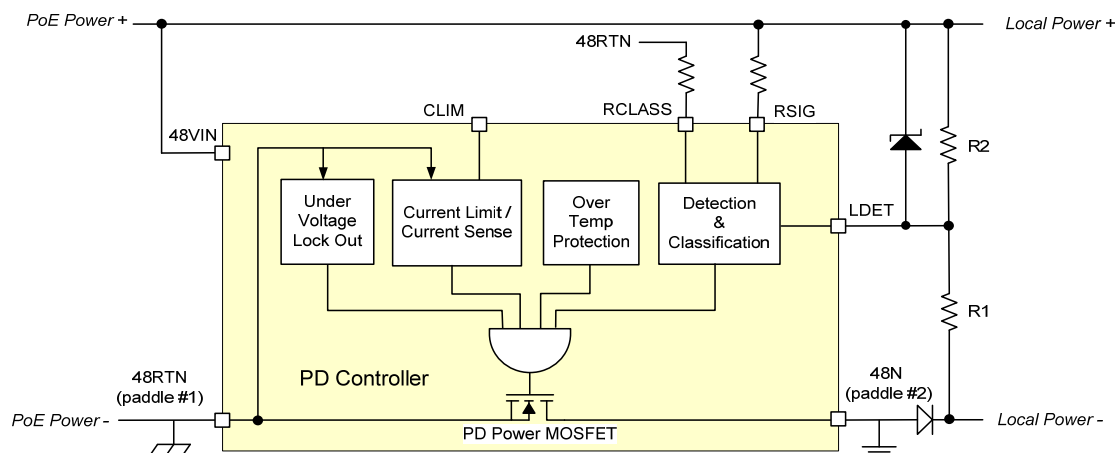 PoE Power +
Local Power +
48RTN
CLIM
RCLASS
RSIG
48VIN
R2
Under
Voltage
Lock Out
Current Limit /
Current Sense
Over
Temp
Protection
Detection
&
Classification
LDET
R1
48RTN
(paddle #1)
PD Controller
48N
(paddle #2)
PoE Power -
PD Power MOSFET
Local Power -